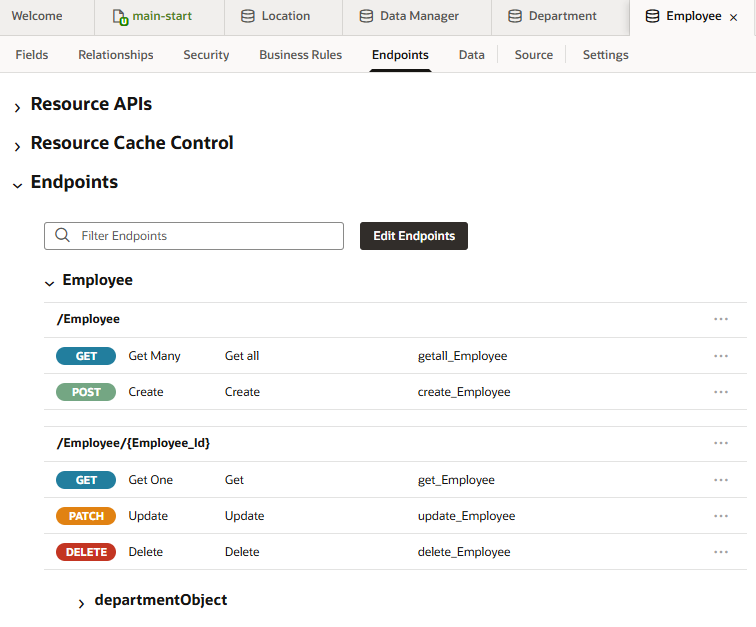 Welcome main-start Location Data Manager Department Employee ×
Fields Relationships Security Business Rules Endpoints Data Source Settings
Resource APIs
Resource Cache Control
Endpoints
Filter Endpoints Edit Endpoints
Employee
/Employee
GET Get Many Get all getall_Employee
POST Create Create create_Employee
/Employee/{Employee_Id}
GET Get One Get get_Employee
PATCH Update Update update_Employee
DELETE Delete Delete delete_Employee
departmentObject